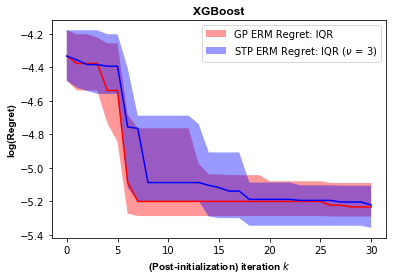 XGBoost
GP ERM Regret: IQR
STP ERM Regret: IQR (ν = 3)
−4.2
−4.4
−4.6
−4.8
−5.0
−5.2
−5.4
log(Regret)
0 5 10 15 20 25 30
(Post-initialization) iteration k